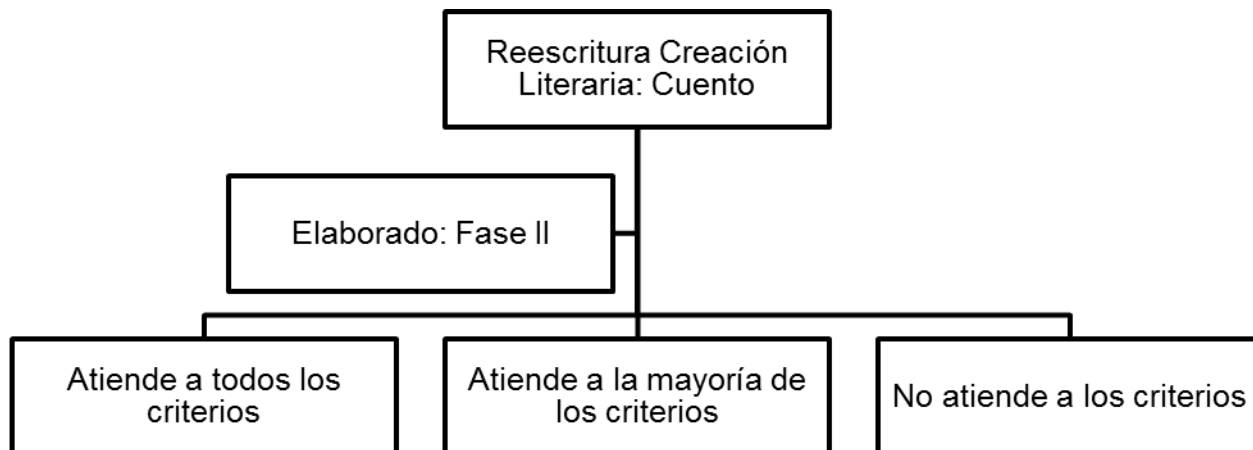 Reescritura Creación
Literaria: Cuento
Elaborado: Fase II
Atiende a todos los
criterios
Atiende a la mayoría de
los criterios
No atiende a los criterios